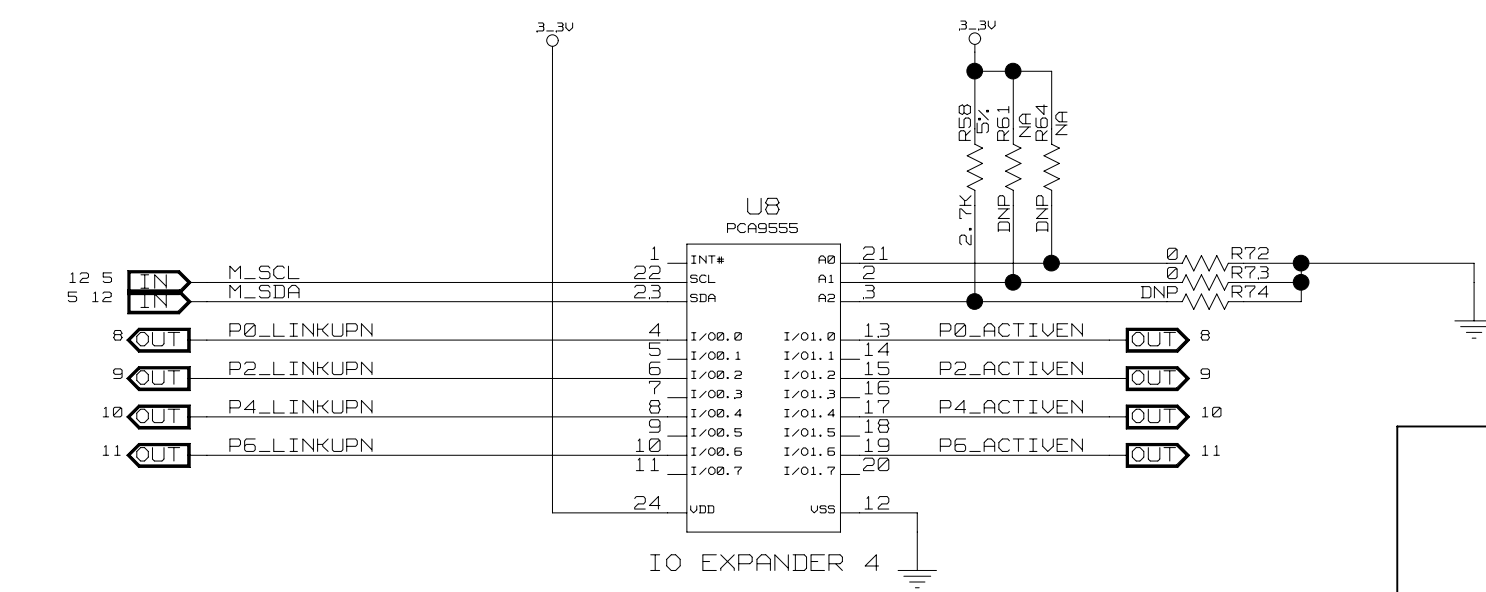 3_3V
3_3V
R58
5%
2.7K
R61
NA
DNP
R64
NA
DNP
U8
PCA9555
1 INT# A0 21 0 R72
12 5 IN M_SCL 22 SCL A1 2 0 R73
5 12 IN M_SDA 23 SDA A2 3 DNP R74
8 OUT P0_LINKUPN 4 I/O0.0 I/O1.0 13 P0_ACTIVEN OUT 8
5 I/O0.1 I/O1.1 14
9 OUT P2_LINKUPN 6 I/O0.2 I/O1.2 15 P2_ACTIVEN OUT 9
7 I/O0.3 I/O1.3 16
10 OUT P4_LINKUPN 8 I/O0.4 I/O1.4 17 P4_ACTIVEN OUT 10
9 I/O0.5 I/O1.5 18
11 OUT P6_LINKUPN 10 I/O0.6 I/O1.6 19 P6_ACTIVEN OUT 11
11 I/O0.7 I/O1.7 20
24 VDD VSS 12
IO EXPANDER 4